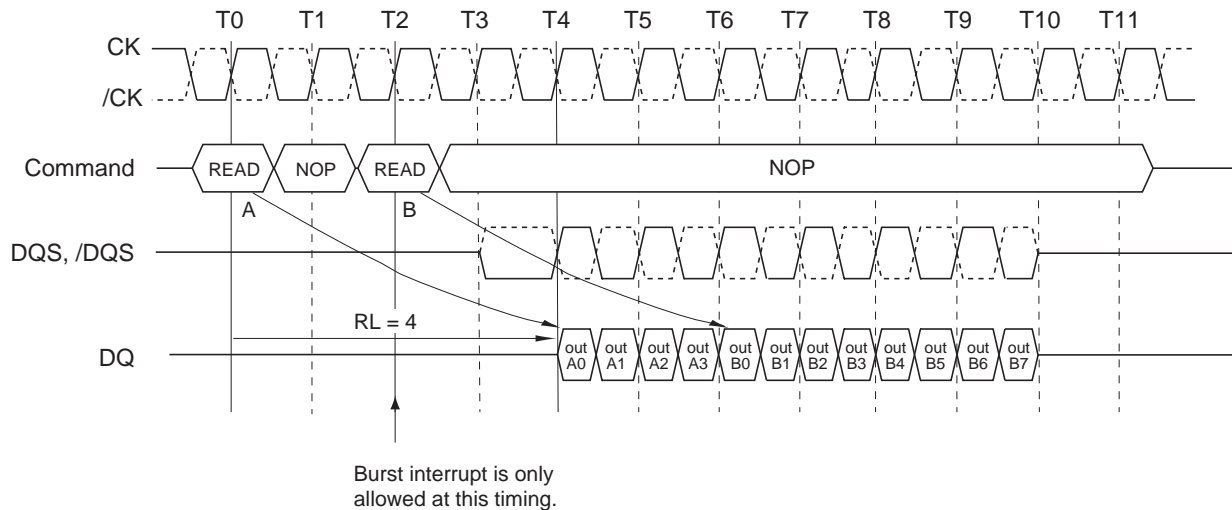 T0 T1 T2 T3 T4 T5 T6 T7 T8 T9 T10 T11
CK
/CK
Command READ NOP READ NOP
A B
DQS, /DQS
RL = 4
DQ out A0 out A1 out A2 out A3 out B0 out B1 out B2 out B3 out B4 out B5 out B6 out B7
Burst interrupt is only
allowed at this timing.